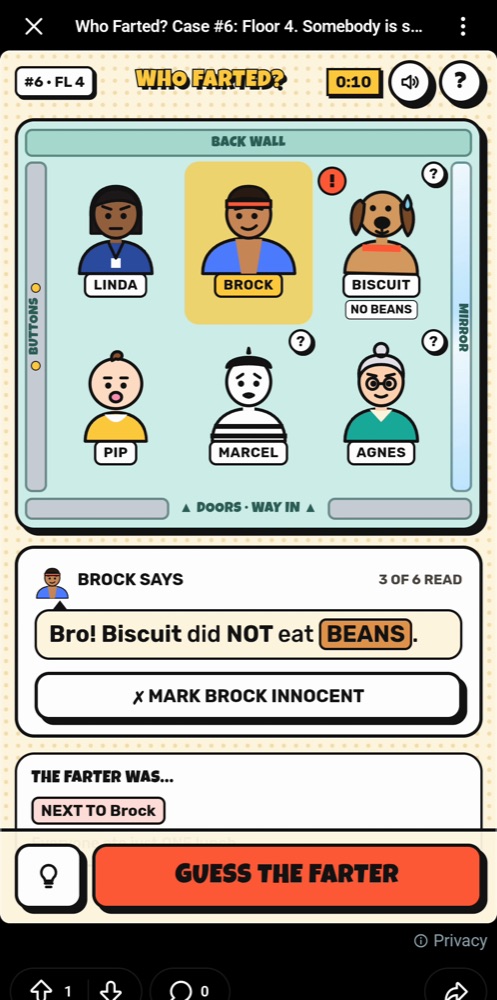 Who Farted? Case #6: Floor 4. Somebody is s...
#6 · FL 4
WHO FARTED?
0:10
?
BACK WALL
!
?
LINDA
BROCK
BISCUIT
NO BEANS
BUTTONS
MIRROR
?
?
PIP
MARCEL
AGNES
▲ DOORS · WAY IN ▲
BROCK SAYS
3 OF 6 READ
Bro! Biscuit did NOT eat BEANS.
✗ MARK BROCK INNOCENT
THE FARTER WAS...
NEXT TO Brock
GUESS THE FARTER
Privacy
1
0